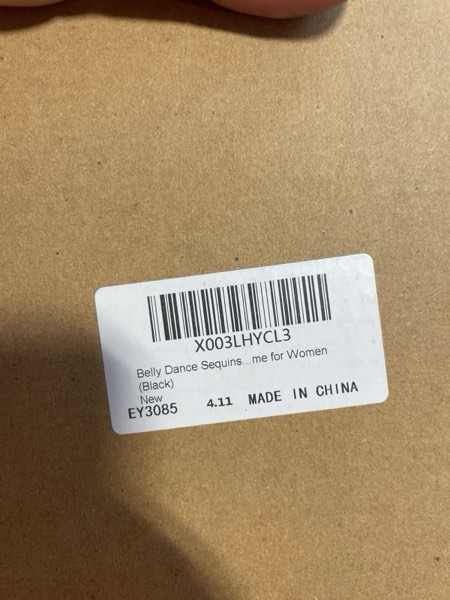 X003LHYCL3
Belly Dance Sequins...me for Women
(Black)
New
EY3085 4.11 MADE IN CHINA